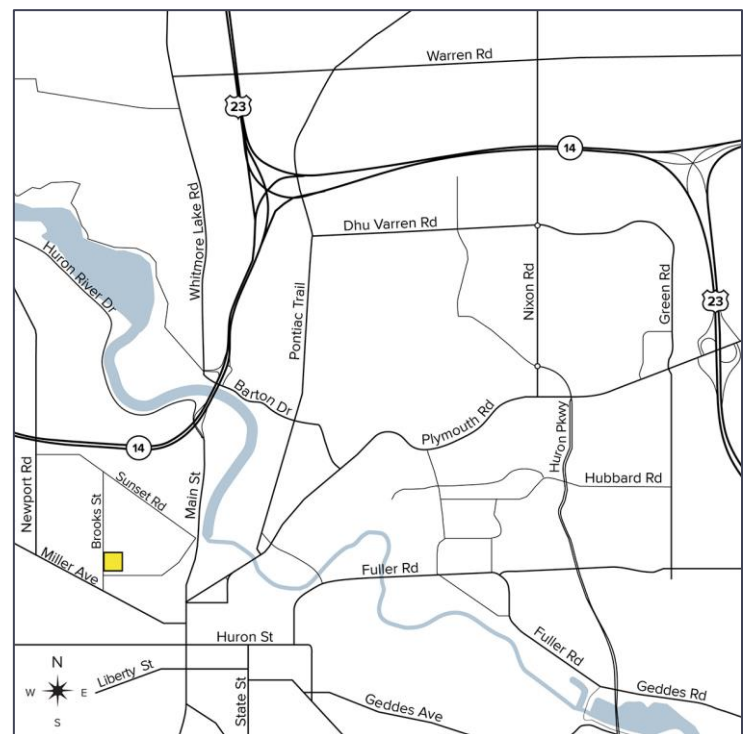 Warren Rd
23
14
Whitmore Lake Rd
Dhu Varren Rd
Huron River Dr
Nixon Rd
Green Rd
23
Pontiac Trail
Barton Dr
Plymouth Rd
Huron Pkwy
14
Newport Rd
Sunset Rd
Main St
Hubbard Rd
Brooks St
Miller Ave
Fuller Rd
Huron St
Fuller Rd
N
W E
S
Liberty St
State St
Geddes Ave
Geddes Rd